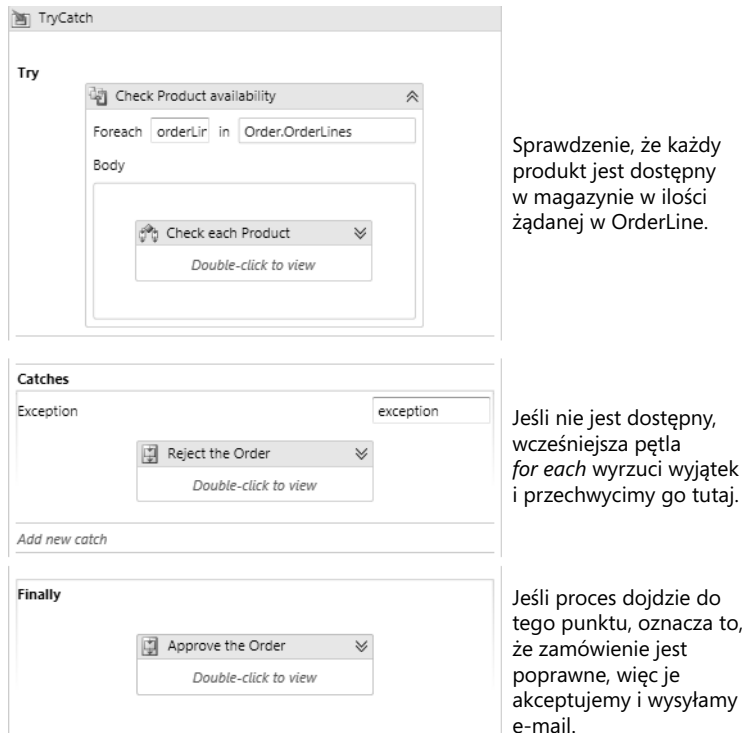 TryCatch
Try
Check Product availability
Foreach orderLir in Order.OrderLines
Body
Check each Product
Double-click to view
Sprawdzenie, że każdy
produkt jest dostępny
w magazynie w ilości
żądanej w OrderLine.
Catches
Exception exception
Reject the Order
Double-click to view
Add new catch
Jeśli nie jest dostępny,
wcześniejsza pętla
for each wyrzuci wyjątek
i przechwycimy go tutaj.
Finally
Approve the Order
Double-click to view
Jeśli proces dojdzie do
tego punktu, oznacza to,
że zamówienie jest
poprawne, więc je
akceptujemy i wysyłamy
e-mail.